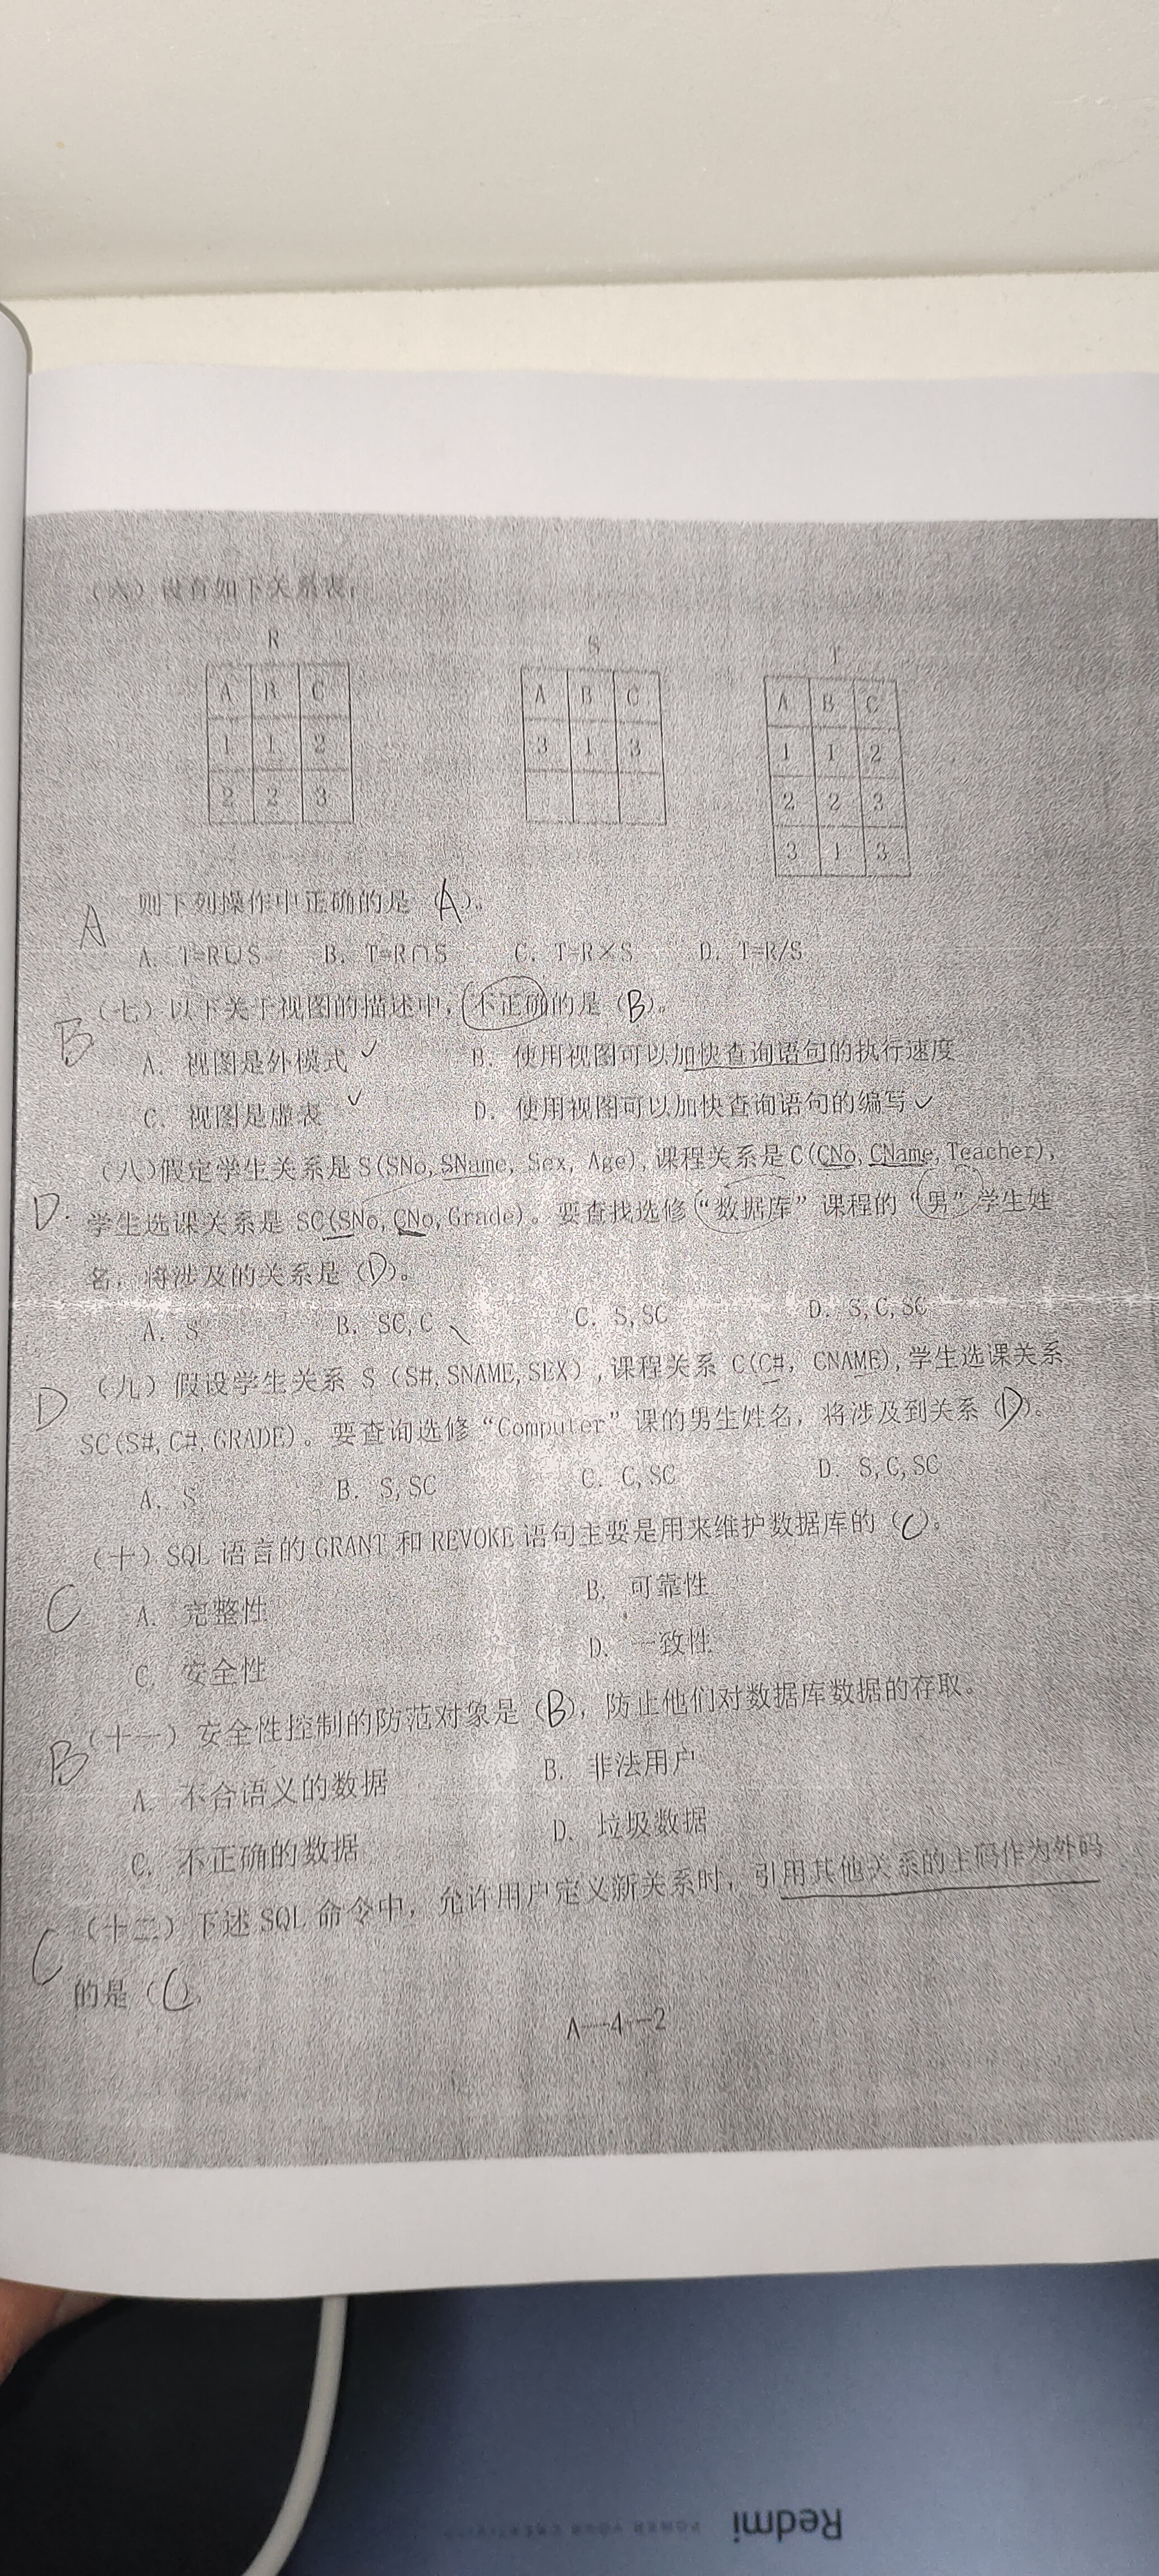 (六) 设有如下关系表:
R S T
A B C A B C A B C
1 1 2 3 1 3 1 1 2
2 2 3 2 2 3
3 1 3
则下列操作中正确的是 (A)。
A
A. T=R∪S B. T=R∩S C. T=R×S D. T=R/S
(七) 以下关于视图的描述中, 不正确的是 (B)。
B
A. 视图是外模式 ✓ B. 使用视图可以加快查询语句的执行速度
C. 视图是虚表 ✓ D. 使用视图可以加快查询语句的编写 ✓
(八)假定学生关系是 S(SNo, SName, Sex, Age), 课程关系是 C(CNo, CName, Teacher),
D. 学生选课关系是 SC(SNo, CNo, Grade)。要查找选修“数据库”课程的“男”学生姓
名, 将涉及的关系是 (D)。
A. S B. SC, C C. S, SC D. S, C, SC
(九) 假设学生关系 S (S#, SNAME, SEX), 课程关系 C(C#, CNAME), 学生选课关系
D SC(S#, C#, GRADE)。要查询选修“Computer”课的男生姓名, 将涉及到关系 (D)。
A. S B. S, SC C. C, SC D. S, C, SC
(十) SQL 语言的 GRANT 和 REVOKE 语句主要是用来维护数据库的 (C)。
C A. 完整性 B. 可靠性
C. 安全性 D. 一致性
B (十一) 安全性控制的防范对象是 (B), 防止他们对数据库数据的存取。
A. 不合语义的数据 B. 非法用户
C. 不正确的数据 D. 垃圾数据
C (十二) 下述 SQL 命令中, 允许用户定义新关系时, 引用其他关系的主码作为外码
的是 (C)。
A—4—2
Redmi